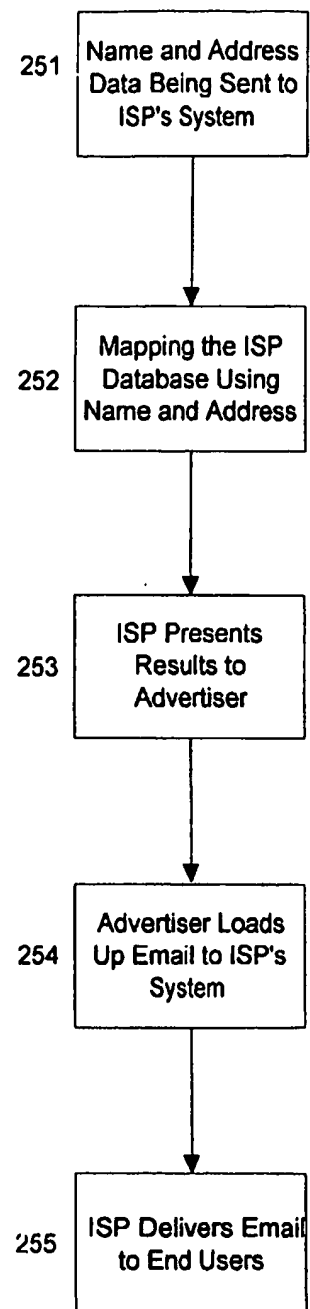 251
Name and Address
Data Being Sent to
ISP's System
252
Mapping the ISP
Database Using
Name and Address
253
ISP Presents
Results to
Advertiser
254
Advertiser Loads
Up Email to ISP's
System
255
ISP Delivers Email
to End Users